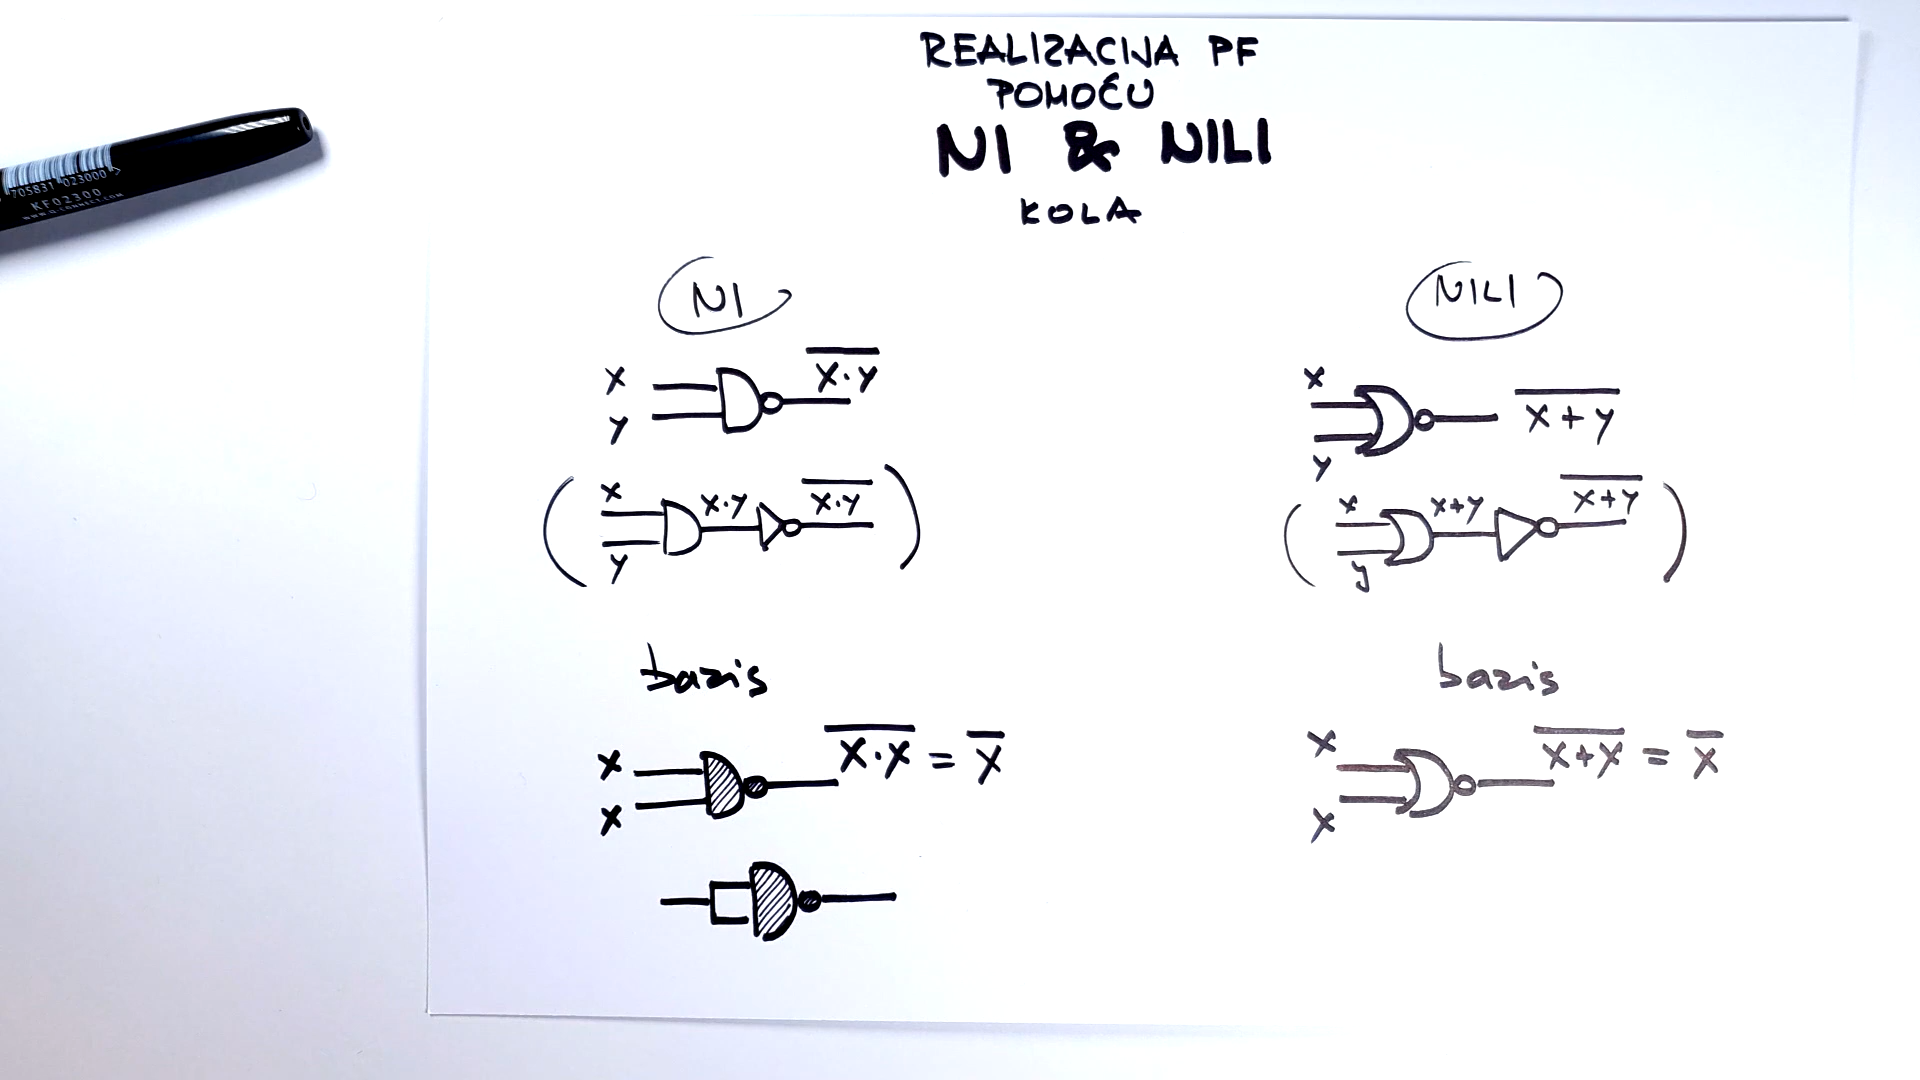 REALIZACIJA PF
POMOĆU
NI & NILI
KOLA
705831 023000
KF02300
NI
x
y
x̅·̅y̅
x
y
x·y
x̅·̅y̅
bazis
x
x
x̅·̅x̅ = x̅
NILI
x
y
x̅+̅y̅
x
y
x+y
x̅+̅y̅
bazis
x
x
x̅+̅x̅ = x̅